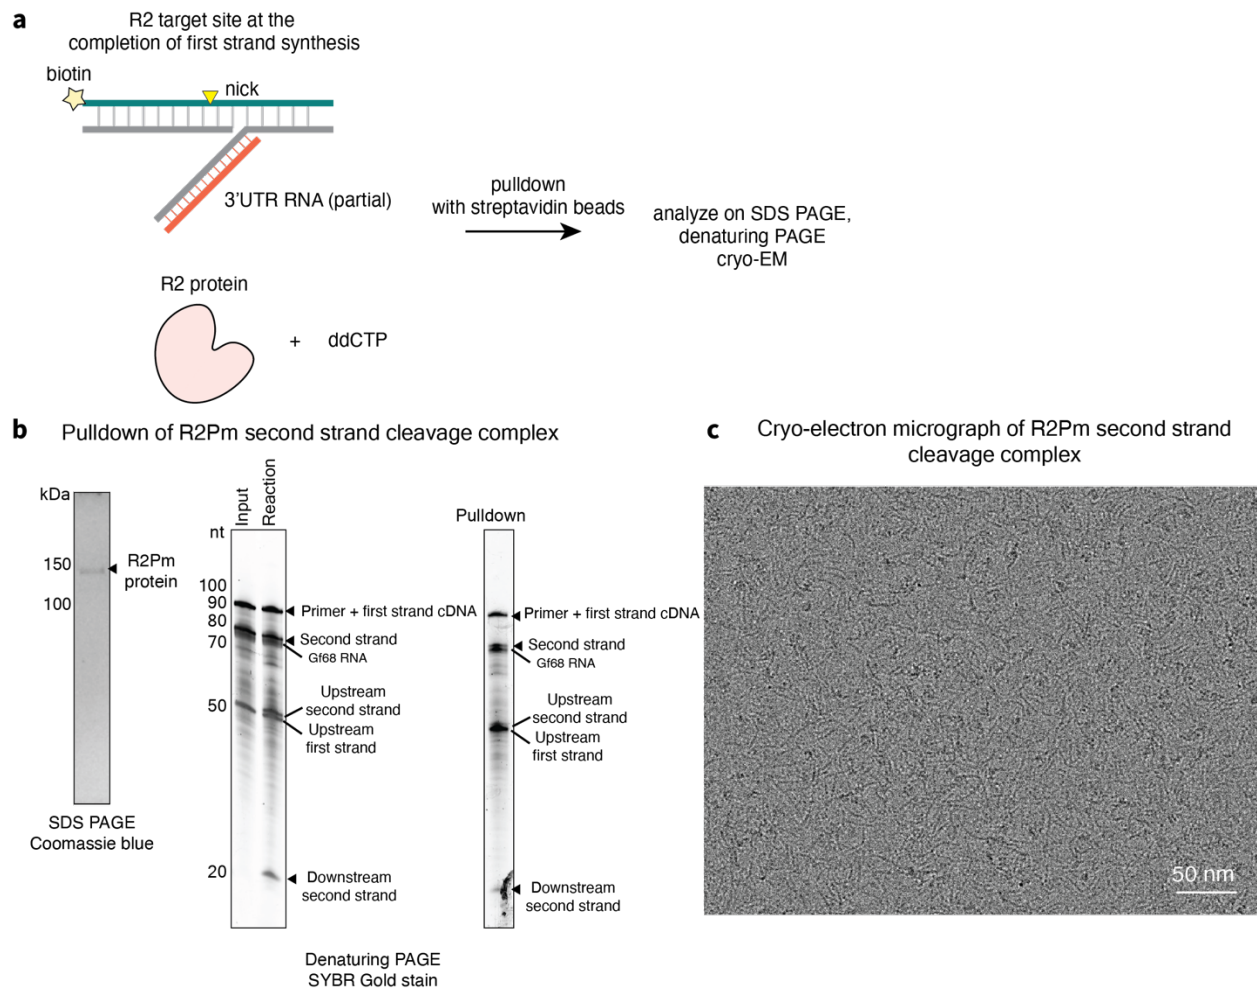 a
R2 target site at the
completion of first strand synthesis
biotin
nick
3'UTR RNA (partial)
pulldown
with streptavidin beads
analyze on SDS PAGE,
denaturing PAGE
cryo-EM
R2 protein
+
ddCTP
b
Pulldown of R2Pm second strand cleavage complex
kDa
150
100
R2Pm
protein
SDS PAGE
Coomassie blue
Input
Reaction
nt
100
90
80
70
50
20
Primer + first strand cDNA
Second strand
Gf68 RNA
Upstream
second strand
Upstream
first strand
Downstream
second strand
Pulldown
Primer + first strand cDNA
Second strand
Gf68 RNA
Upstream
second strand
Upstream
first strand
Downstream
second strand
Denaturing PAGE
SYBR Gold stain
c
Cryo-electron micrograph of R2Pm second strand
cleavage complex
50 nm